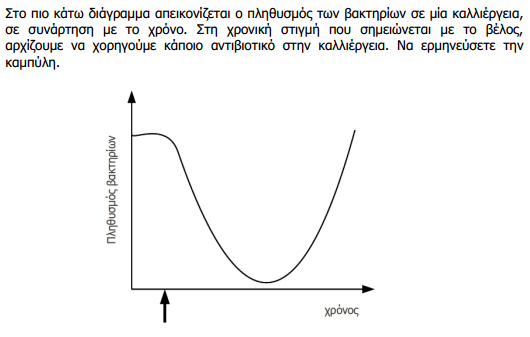 Στο πιο κάτω διάγραμμα απεικονίζεται ο πληθυσμός των βακτηρίων σε μία καλλιέργεια,
σε συνάρτηση με το χρόνο. Στη χρονική στιγμή που σημειώνεται με το βέλος,
αρχίζουμε να χορηγούμε κάποιο αντιβιοτικό στην καλλιέργεια. Να ερμηνεύσετε την
καμπύλη.
Πληθυσμός βακτηρίων
χρόνος